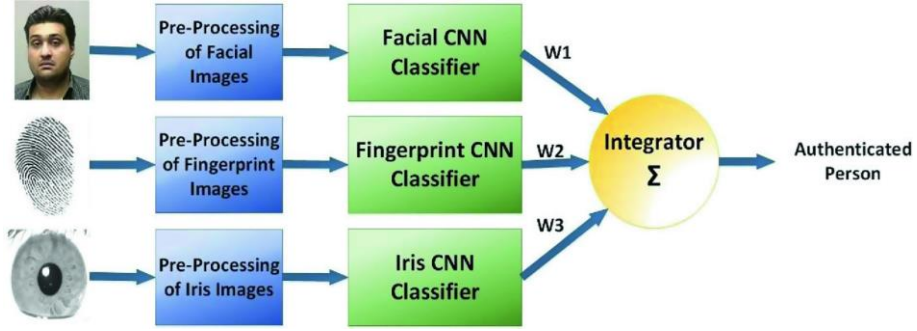 Pre-Processing
of Facial
Images
Facial CNN
Classifier
W1
Pre-Processing
of Fingerprint
Images
Fingerprint CNN
Classifier
W2
Integrator
Σ
Authenticated
Person
Pre-Processing
of Iris Images
Iris CNN
Classifier
W3